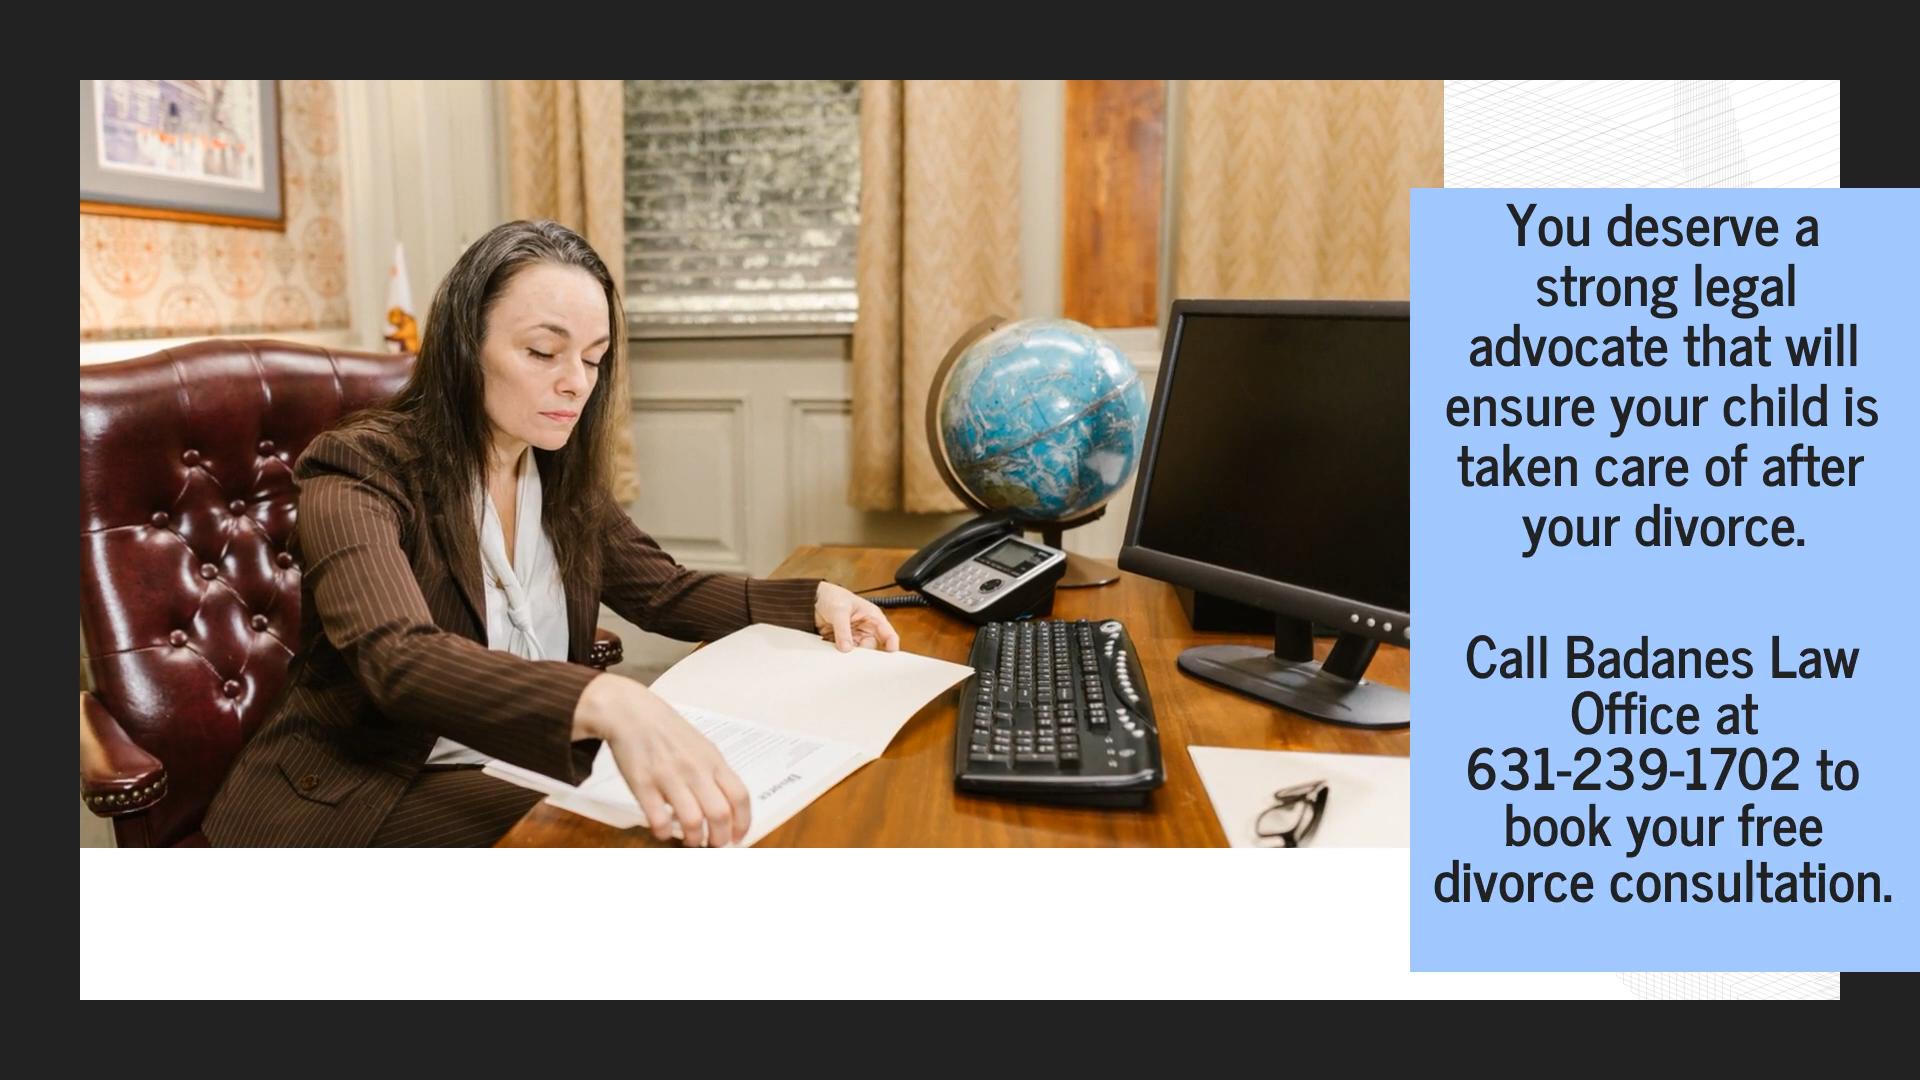 You deserve a
strong legal
advocate that will
ensure your child is
taken care of after
your divorce.
Call Badanes Law
Office at
631-239-1702 to
book your free
divorce consultation.